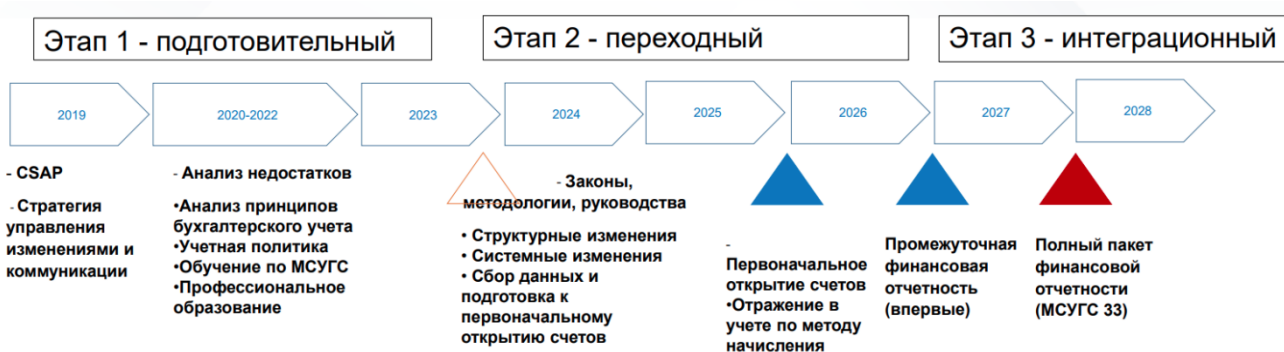 Этап 1 - подготовительный
Этап 2 - переходный
Этап 3 - интеграционный
2019
2020-2022
2023
2024
2025
2026
2027
2028
- CSAP
- Стратегия
управления
изменениями и
коммуникации
- Анализ недостатков
•Анализ принципов
бухгалтерского учета
•Учетная политика
•Обучение по МСУГС
•Профессиональное
образование
- Законы,
методологии, руководства
• Структурные изменения
• Системные изменения
• Сбор данных и
подготовка к
первоначальному
открытию счетов
-
Первоначальное
открытие счетов
•Отражение в
учете по методу
начисления
Промежуточная
финансовая
отчетность
(впервые)
Полный пакет
финансовой
отчетности
(МСУГС 33)